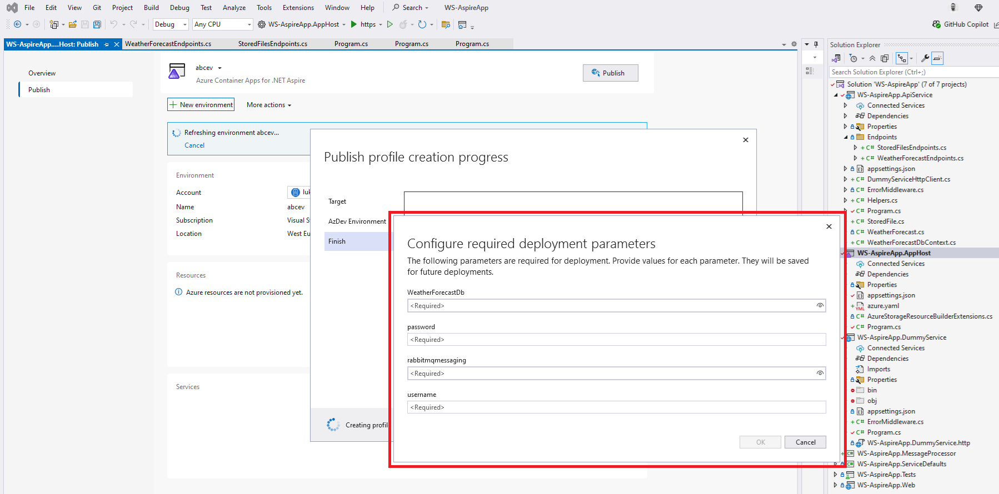 File Edit View Git Project Build Debug Test Analyze Tools Extensions Window Help Search WS-AspireApp
Debug Any CPU WS-AspireApp.AppHost https GitHub Copilot
WS-AspireApp....Host: Publish WeatherForecastEndpoints.cs StoredFilesEndpoints.cs Program.cs Program.cs Program.cs
Overview
Publish
abcev
Azure Container Apps for .NET Aspire
Publish
New environment More actions
Refreshing environment abcev...
Cancel
Environment
Account
Name abcev
Subscription
Location
Resources
Azure resources are not provisioned yet.
Services
Publish profile creation progress
Target
AzDev Environment
Finish
Configure required deployment parameters
The following parameters are required for deployment. Provide values for each parameter. They will be saved
for future deployments.
WeatherForecastDb
<Required>
password
<Required>
rabbitmqmessaging
<Required>
username
<Required>
OK Cancel
Solution Explorer
Search Solution Explorer (Ctrl+;)
Solution 'WS-AspireApp' (7 of 7 projects)
WS-AspireApp.ApiService
Connected Services
Dependencies
Properties
Endpoints
C# StoredFilesEndpoints.cs
C# WeatherForecastEndpoints.cs
appsettings.json
C# DummyServiceHttpClient.cs
C# ErrorMiddleware.cs
C# Helpers.cs
C# Program.cs
C# StoredFile.cs
C# WeatherForecast.cs
C# WeatherForecastDbContext.cs
WS-AspireApp.AppHost
Connected Services
Dependencies
Properties
appsettings.json
YML azure.yaml
C# AzureStorageResourceBuilderExtensions.cs
C# Program.cs
WS-AspireApp.DummyService
Connected Services
Dependencies
Imports
Properties
bin
obj
appsettings.json
C# ErrorMiddleware.cs
C# Program.cs
WS-AspireApp.DummyService.http
C# WS-AspireApp.MessageProcessor
C# WS-AspireApp.ServiceDefaults
WS-AspireApp.Tests
WS-AspireApp.Web